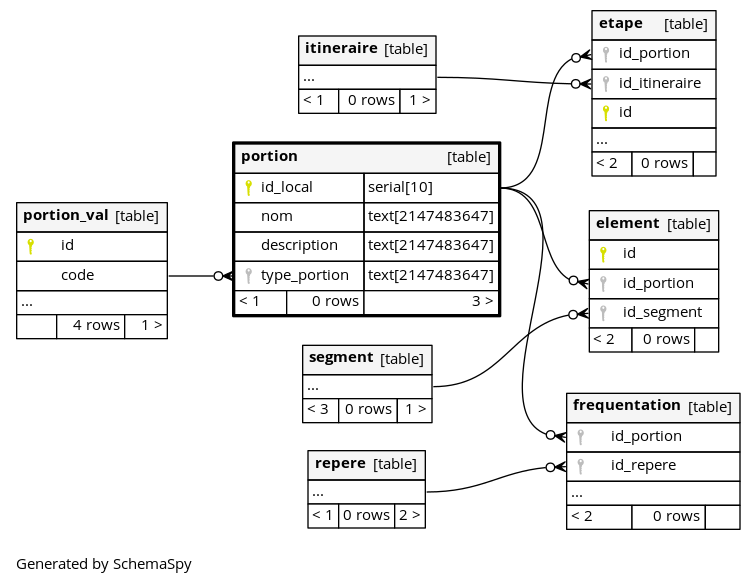 itineraire [table]
...
< 1 0 rows 1 >
etape [table]
id_portion
id_itineraire
id
...
< 2 0 rows
portion [table]
id_local serial[10]
nom text[2147483647]
description text[2147483647]
type_portion text[2147483647]
< 1 0 rows 3 >
portion_val [table]
id
code
...
4 rows 1 >
element [table]
id
id_portion
id_segment
< 2 0 rows
segment [table]
...
< 3 0 rows 1 >
frequentation [table]
id_portion
id_repere
...
< 2 0 rows
repere [table]
...
< 1 0 rows 2 >
Generated by SchemaSpy